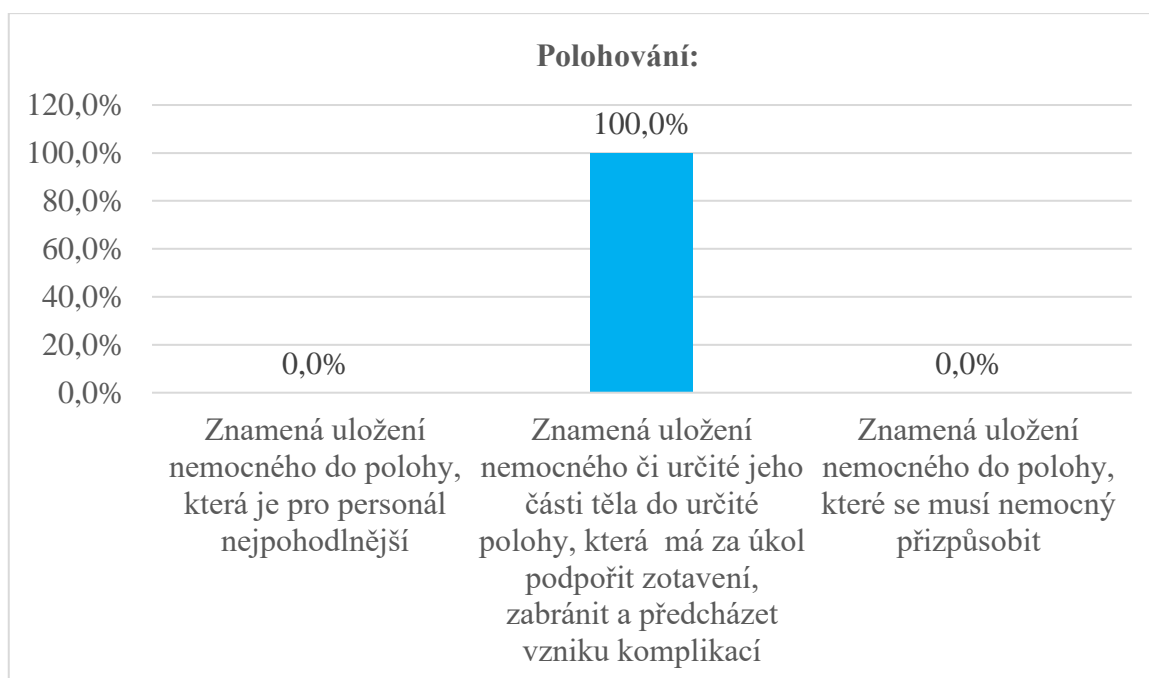 Polohování:
120,0%
100,0%
100,0%
80,0%
60,0%
40,0%
20,0%
0,0%
0,0%
0,0%
Znamená uložení
nemocného do polohy,
která je pro personál
nejpohodlnější
Znamená uložení
nemocného či určité jeho
části těla do určité
polohy, která  má za úkol
podpořit zotavení,
zabránit a předcházet
vzniku komplikací
Znamená uložení
nemocného do polohy,
které se musí nemocný
přizpůsobit